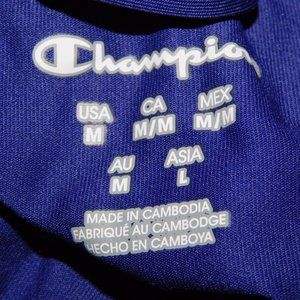 Champion
USA CA MEX
M M/M M/M
AU ASIA
M L
MADE IN CAMBODIA
FABRIQUÉ AU CAMBODGE
HECHO EN CAMBOYA